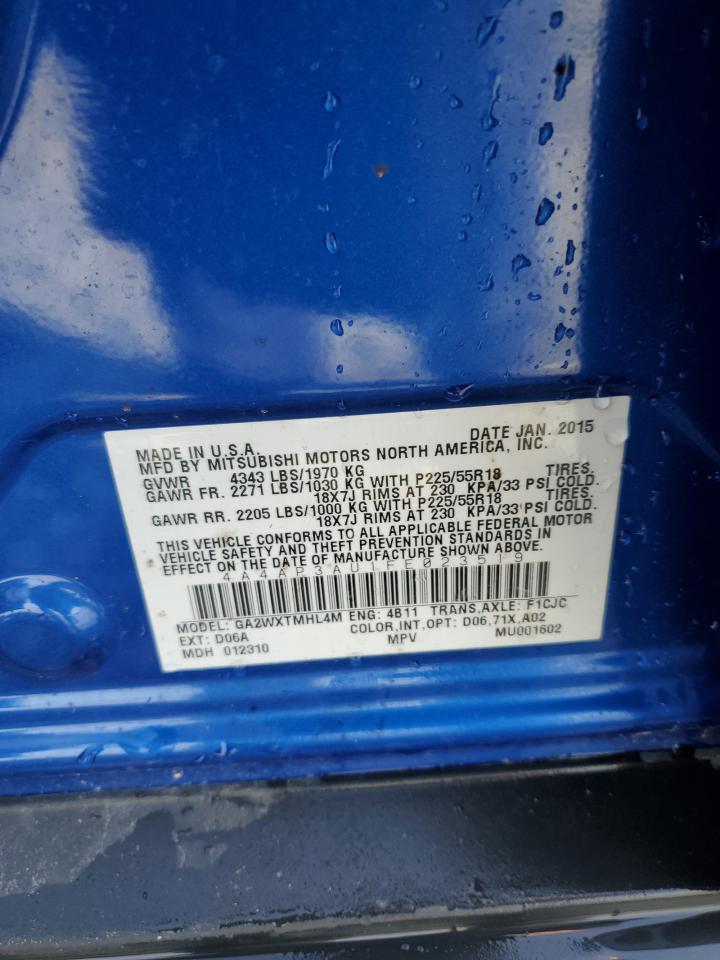 DATE JAN. 2015
MADE IN U.S.A.
MFD BY MITSUBISHI MOTORS NORTH AMERICA, INC.
GVWR 4343 LBS/1970 KG
GAWR FR. 2271 LBS/1030 KG WITH P225/55R18 TIRES.
18X7J RIMS AT 230 KPA/33 PSI COLD.
GAWR RR. 2205 LBS/1000 KG WITH P225/55R18 TIRES.
18X7J RIMS AT 230 KPA/33 PSI COLD.
THIS VEHICLE CONFORMS TO ALL APPLICABLE FEDERAL MOTOR
VEHICLE SAFETY AND THEFT PREVENTION STANDARDS IN
EFFECT ON THE DATE OF MANUFACTURE SHOWN ABOVE.
4A4AP3AU1FE023519
MODEL: GA2WXTMHL4M ENG: 4B11 TRANS,AXLE: F1CJC
EXT: D06A COLOR,INT,OPT: D06,71X,A02
MDH 012310 MPV MU001602